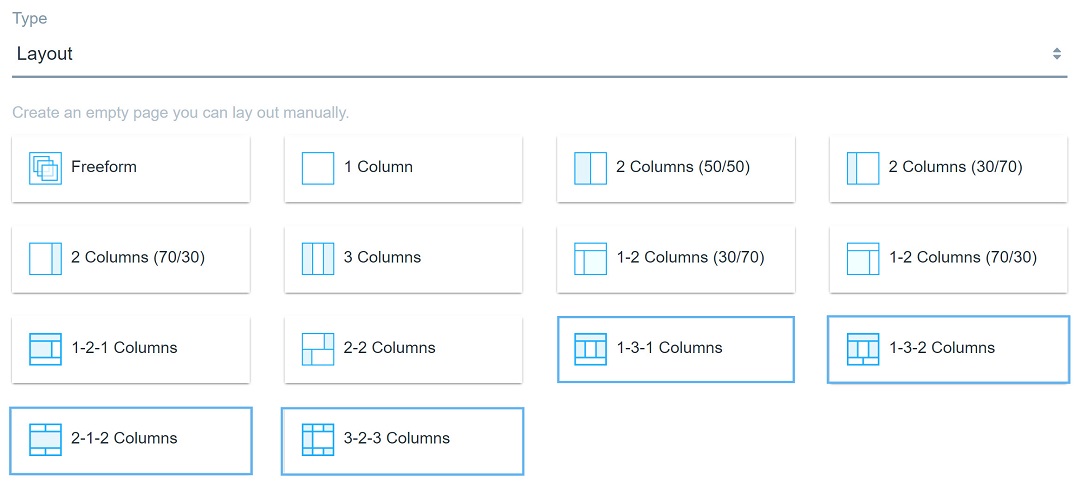 Type
Layout
Create an empty page you can lay out manually.
Freeform
1 Column
2 Columns (50/50)
2 Columns (30/70)
2 Columns (70/30)
3 Columns
1-2 Columns (30/70)
1-2 Columns (70/30)
1-2-1 Columns
2-2 Columns
1-3-1 Columns
1-3-2 Columns
2-1-2 Columns
3-2-3 Columns